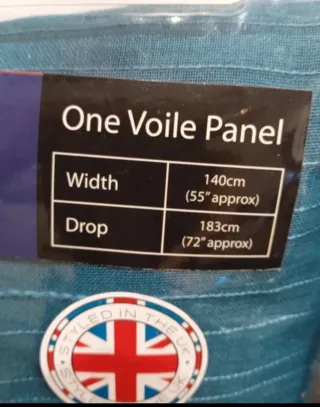 One Voile Panel
Width 140cm
(55" approx)
Drop 183cm
(72" approx)
STYLED IN THE UK